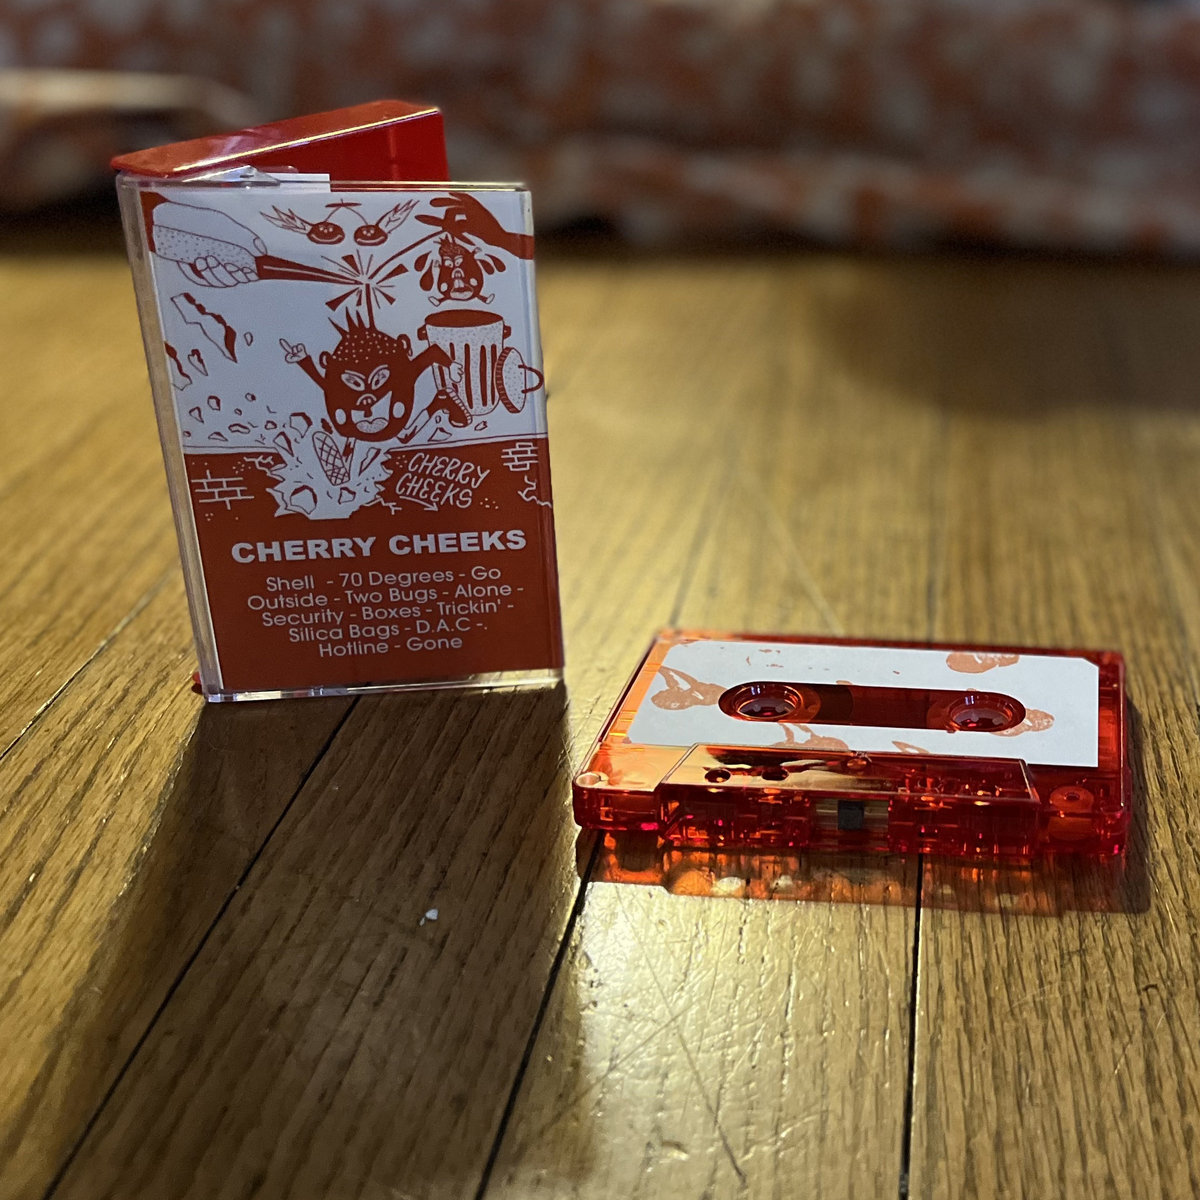 CHERRY
CHEEKS
CHERRY CHEEKS
Shell - 70 Degrees - Go
Outside - Two Bugs - Alone -
Security - Boxes - Trickin' -
Silica Bags - D.A.C -.
Hotline - Gone